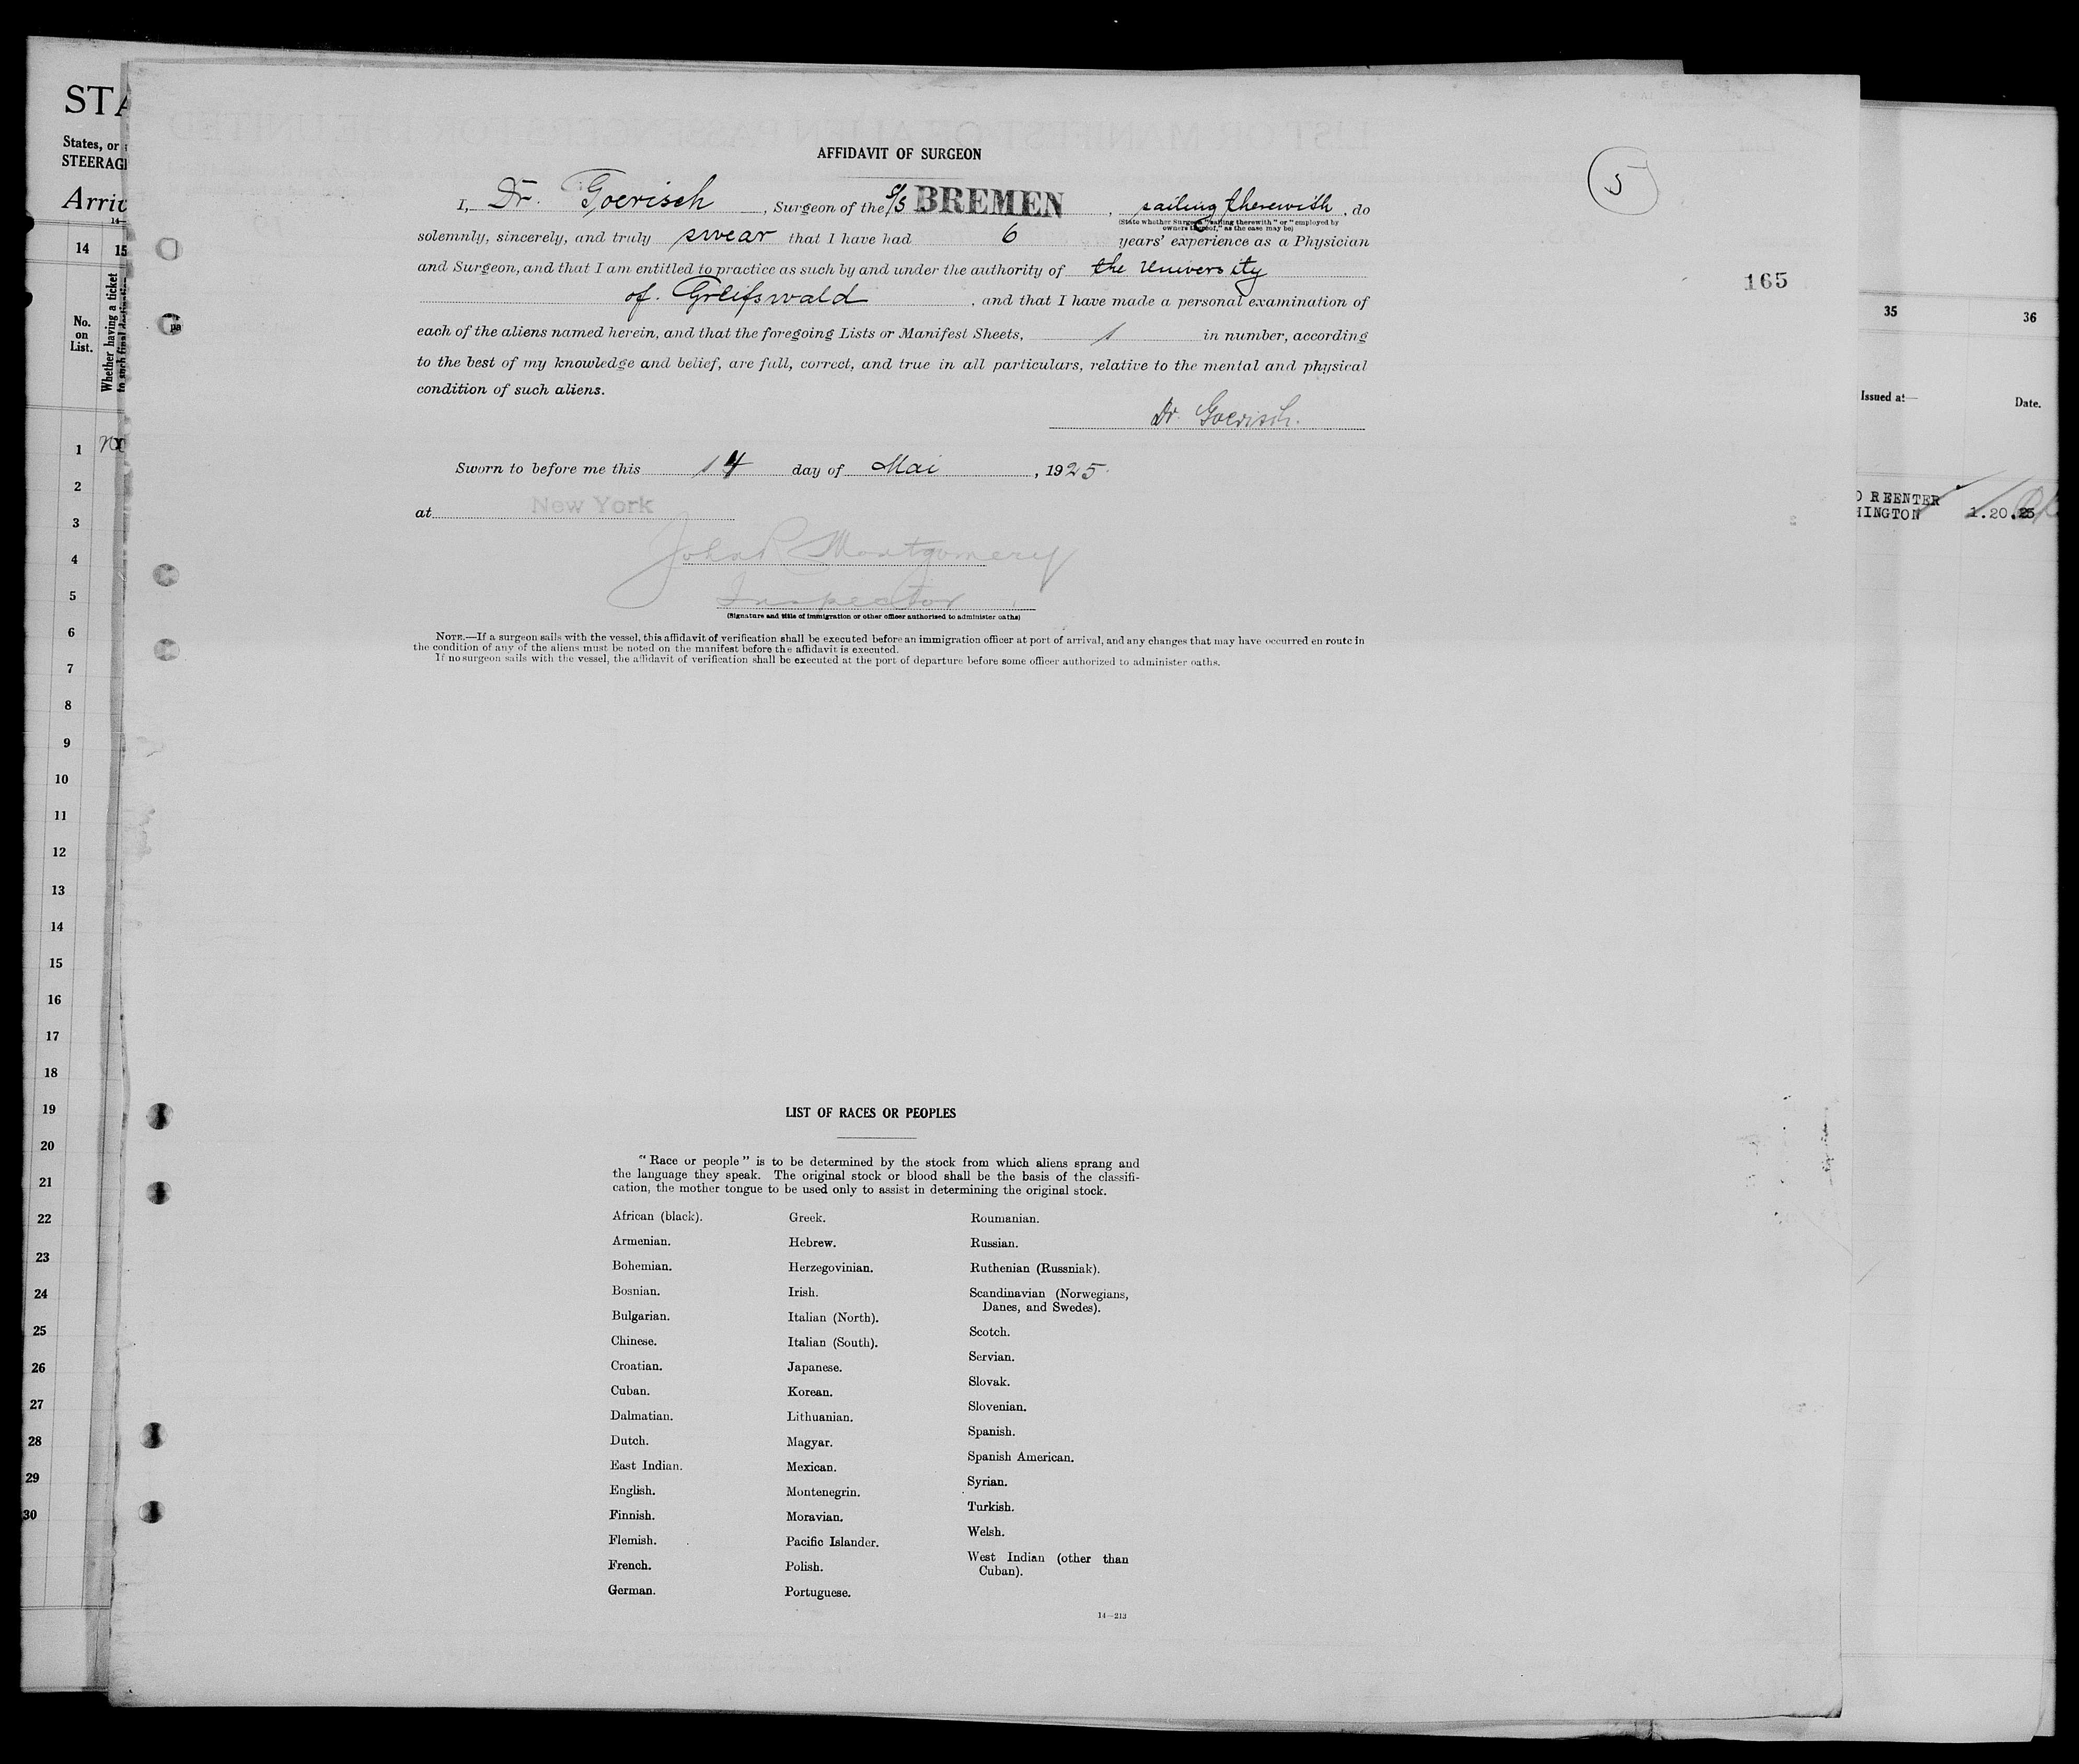 AFFIDAVIT OF SURGEON
5
I, Dr. Goerisch, Surgeon of the S/S BREMEN, sailing therewith, do
(State whether Surgeon "sailing therewith" or "employed by
owners thereof," as the case may be)
solemnly, sincerely, and truly swear that I have had 6 years' experience as a Physician
and Surgeon, and that I am entitled to practice as such by and under the authority of the University
of. Greifswald, and that I have made a personal examination of
165
each of the aliens named herein, and that the foregoing Lists or Manifest Sheets, 1 in number, according
to the best of my knowledge and belief, are full, correct, and true in all particulars, relative to the mental and physical
condition of such aliens.
Dr. Goerisch.
Sworn to before me this 14 day of Mai, 1925.
at New York
John R Montgomery
Inspector
(Signature and title of immigration or other officer authorized to administer oaths)
NOTE.—If a surgeon sails with the vessel, this affidavit of verification shall be executed before an immigration officer at port of arrival, and any changes that may have occurred en route in
the condition of any of the aliens must be noted on the manifest before the affidavit is executed.
If no surgeon sails with the vessel, the affidavit of verification shall be executed at the port of departure before some officer authorized to administer oaths.
LIST OF RACES OR PEOPLES
"Race or people" is to be determined by the stock from which aliens sprang and
the language they speak. The original stock or blood shall be the basis of the classifi-
cation, the mother tongue to be used only to assist in determining the original stock.
African (black).
Armenian.
Bohemian.
Bosnian.
Bulgarian.
Chinese.
Croatian.
Cuban.
Dalmatian.
Dutch.
East Indian.
English.
Finnish.
Flemish.
French.
German.
Greek.
Hebrew.
Herzegovinian.
Irish.
Italian (North).
Italian (South).
Japanese.
Korean.
Lithuanian.
Magyar.
Mexican.
Montenegrin.
Moravian.
Pacific Islander.
Polish.
Portuguese.
Roumanian.
Russian.
Ruthenian (Russniak).
Scandinavian (Norwegians,
Danes, and Swedes).
Scotch.
Servian.
Slovak.
Slovenian.
Spanish.
Spanish American.
Syrian.
Turkish.
Welsh.
West Indian (other than
Cuban).
14—213
STA
States, or
STEERAG
Arriv
14 15
No.
on
List.
Whether having a ticket
1
2
3
4
5
6
7
8
9
10
11
12
13
14
15
16
17
18
19
20
21
22
23
24
25
26
27
28
29
30
35 36
Issued at—
Date.
O REENTER
HINGTON 1.20.25